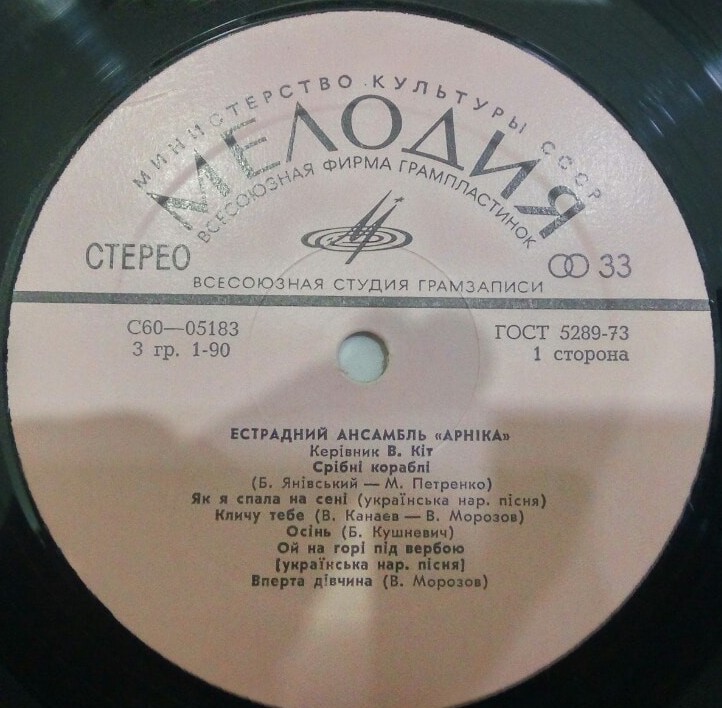 МИНИСТЕРСТВО КУЛЬТУРЫ СССР
МЕЛОДИЯ
ВСЕСОЮЗНАЯ ФИРМА ГРАМПЛАСТИНОК
СТЕРЕО
33
ВСЕСОЮЗНАЯ СТУДИЯ ГРАМЗАПИСИ
С60—05183
3 гр. 1-90
ГОСТ 5289-73
1 сторона
ЕСТРАДНИЙ АНСАМБЛЬ «АРНІКА»
Керівник В. Кіт
Срібні кораблі
(Б. Янівський — М. Петренко)
Як я спала на сені (українська нар. пісня)
Кличу тебе (В. Канаев — В. Морозов)
Осінь (Б. Кушневич)
Ой на горі під вербою
[українська нар. пісня]
Вперта дівчина (В. Морозов)